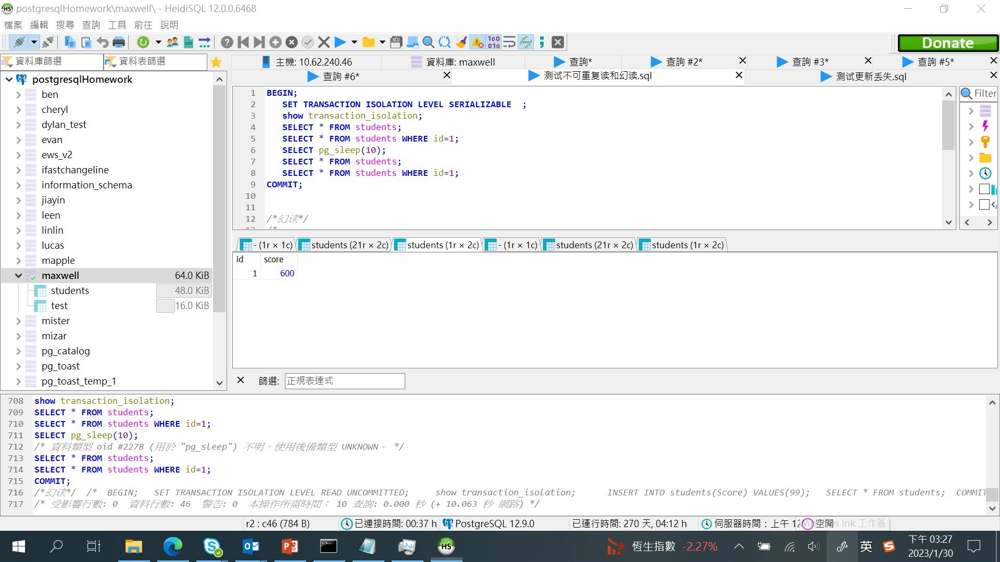 postgresqlHomework\maxwell\ - HeidiSQL 12.0.0.6468
檔案 編輯 搜尋 查詢 工具 前往 說明
Donate
資料庫篩選 資料表篩選
主機: 10.62.240.46 資料庫: maxwell 查詢* 查詢 #2* 查詢 #3* 查詢 #5*
查詢 #6* 测试不可重复读和幻读.sql 测试更新丢失.sql
postgresqlHomework
ben
cheryl
dylan_test
evan
ews_v2
ifastchangeline
information_schema
jiayin
leen
linlin
lucas
mapple
maxwell 64.0 KiB
students 48.0 KiB
test 16.0 KiB
mister
mizar
pg_catalog
pg_toast
pg_toast_temp_1
1 BEGIN;
2 SET TRANSACTION ISOLATION LEVEL SERIALIZABLE ;
3 show transaction_isolation;
4 SELECT * FROM students;
5 SELECT * FROM students WHERE id=1;
6 SELECT pg_sleep(10);
7 SELECT * FROM students;
8 SELECT * FROM students WHERE id=1;
9 COMMIT;
10
11
12 /*幻读*/
Filter
- (1r × 1c) students (21r × 2c) students (1r × 2c) - (1r × 1c) students (21r × 2c) students (1r × 2c)
id score
1 600
篩選: 正規表達式
708 show transaction_isolation;
709 SELECT * FROM students;
710 SELECT * FROM students WHERE id=1;
711 SELECT pg_sleep(10);
712 /* 資料類型 oid #2278 (用於 "pg_sleep") 不明。使用後備類型 UNKNOWN。 */
713 SELECT * FROM students;
714 SELECT * FROM students WHERE id=1;
715 COMMIT;
716 /*幻读*/ /* BEGIN; SET TRANSACTION ISOLATION LEVEL READ UNCOMMITTED; show transaction_isolation; INSERT INTO students(Score) VALUES(99); SELECT * FROM students; COMMIT
717 /* 受影響行數: 0 資料行數: 46 警告: 0 本操作所需時間： 10 查詢: 0.000 秒 (+ 10.063 秒 網路) */
r2 : c46 (784 B) 已連接時間: 00:37 h PostgreSQL 12.9.0 已運行時間: 270 天, 04:12 h 伺服器時間：上午 12 空閒 Ink 工作區
恆生指數 -2.27% 英 下午 03:27
2023/1/30